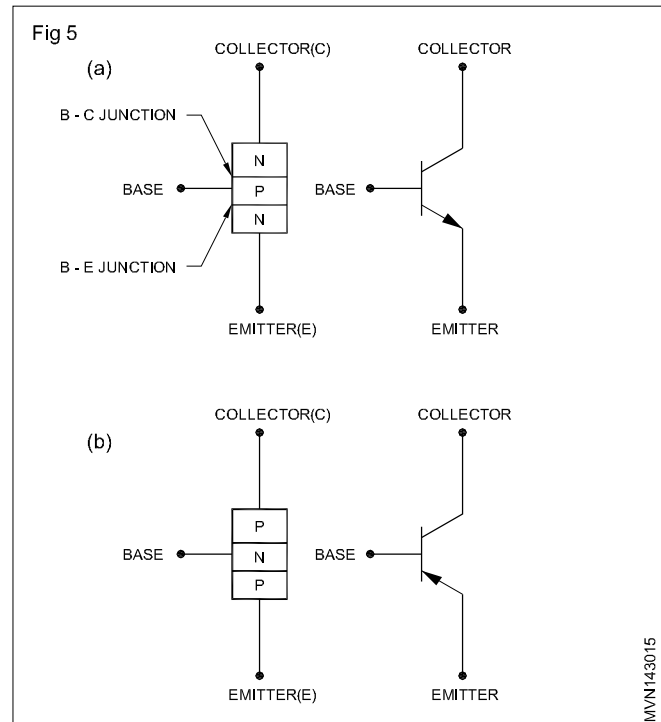 Fig 5
(a)
COLLECTOR(C)
COLLECTOR
B - C JUNCTION
N
BASE
P
BASE
N
B - E JUNCTION
EMITTER(E)
EMITTER
(b)
COLLECTOR(C)
COLLECTOR
P
BASE
N
BASE
P
EMITTER(E)
EMITTER
MVN143015